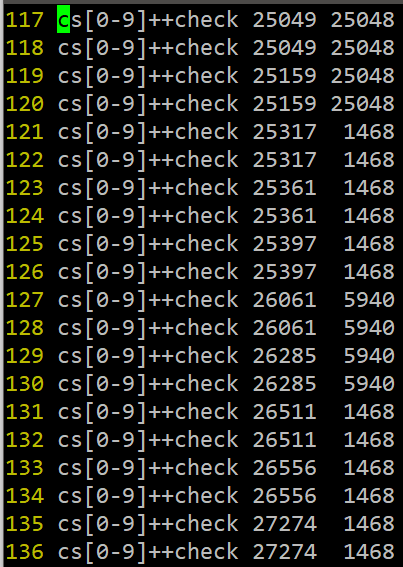 117 cs[0-9]++check 25049 25048
118 cs[0-9]++check 25049 25048
119 cs[0-9]++check 25159 25048
120 cs[0-9]++check 25159 25048
121 cs[0-9]++check 25317  1468
122 cs[0-9]++check 25317  1468
123 cs[0-9]++check 25361  1468
124 cs[0-9]++check 25361  1468
125 cs[0-9]++check 25397  1468
126 cs[0-9]++check 25397  1468
127 cs[0-9]++check 26061  5940
128 cs[0-9]++check 26061  5940
129 cs[0-9]++check 26285  5940
130 cs[0-9]++check 26285  5940
131 cs[0-9]++check 26511  1468
132 cs[0-9]++check 26511  1468
133 cs[0-9]++check 26556  1468
134 cs[0-9]++check 26556  1468
135 cs[0-9]++check 27274  1468
136 cs[0-9]++check 27274  1468